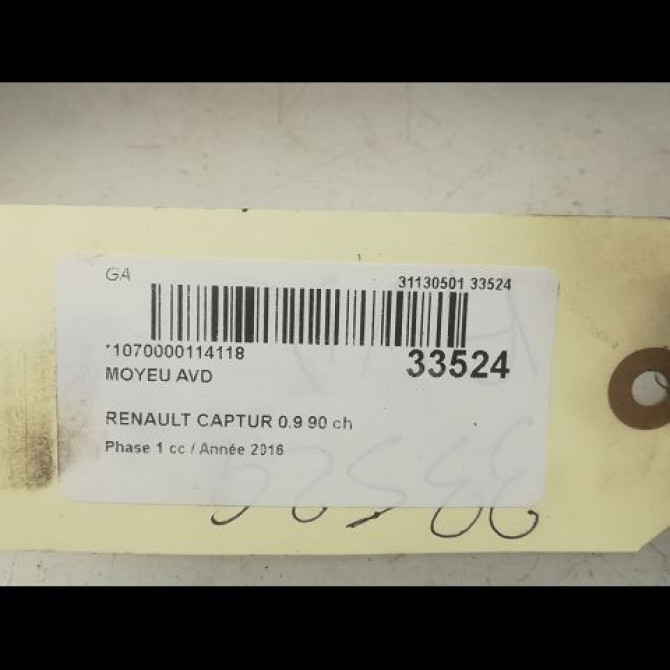 GA
31130501 33524
*1070000114118
33524
MOYEU AVD
RENAULT CAPTUR 0.9 90 ch
Phase 1 cc / Année 2016